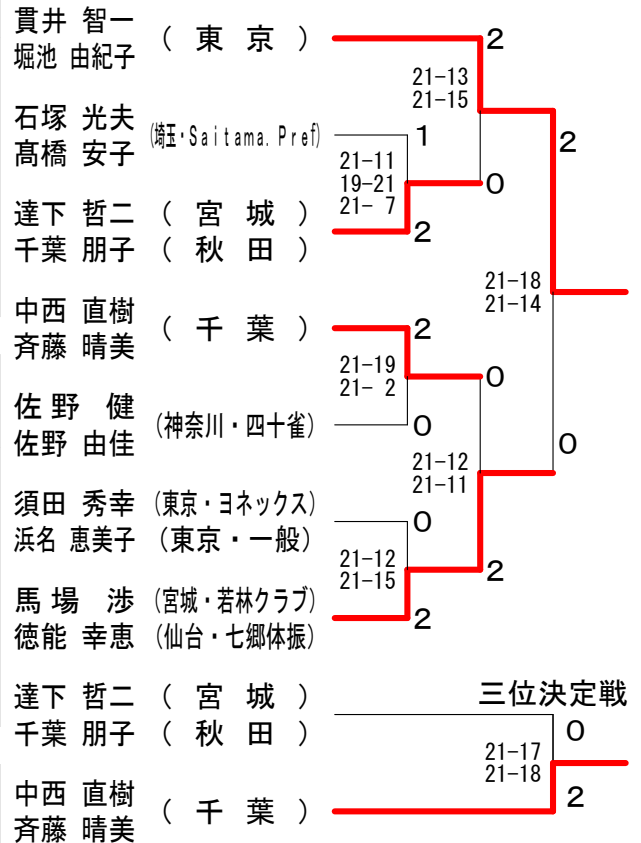 貫井 智一
堀池 由紀子
( 東 京 )
2
21-13
21-15
石塚 光夫
髙橋 安子
(埼玉・Saitama. Pref)
1
2
21-11
19-21
21- 7
0
達下 哲二 ( 宮 城 )
千葉 朋子 ( 秋 田 )
2
21-18
21-14
中西 直樹
斉藤 晴美
( 千 葉 )
2
21-19
21- 2
0
佐野 健
佐野 由佳
(神奈川・四十雀)
0
0
21-12
21-11
須田 秀幸 (東京・ヨネックス)
浜名 恵美子 (東京・一般)
0
21-12
21-15
2
馬場 渉 (宮城・若林クラブ)
徳能 幸恵 (仙台・七郷体振)
2
三位決定戦
達下 哲二 ( 宮 城 )
千葉 朋子 ( 秋 田 )
0
21-17
21-18
中西 直樹
斉藤 晴美
( 千 葉 )
2